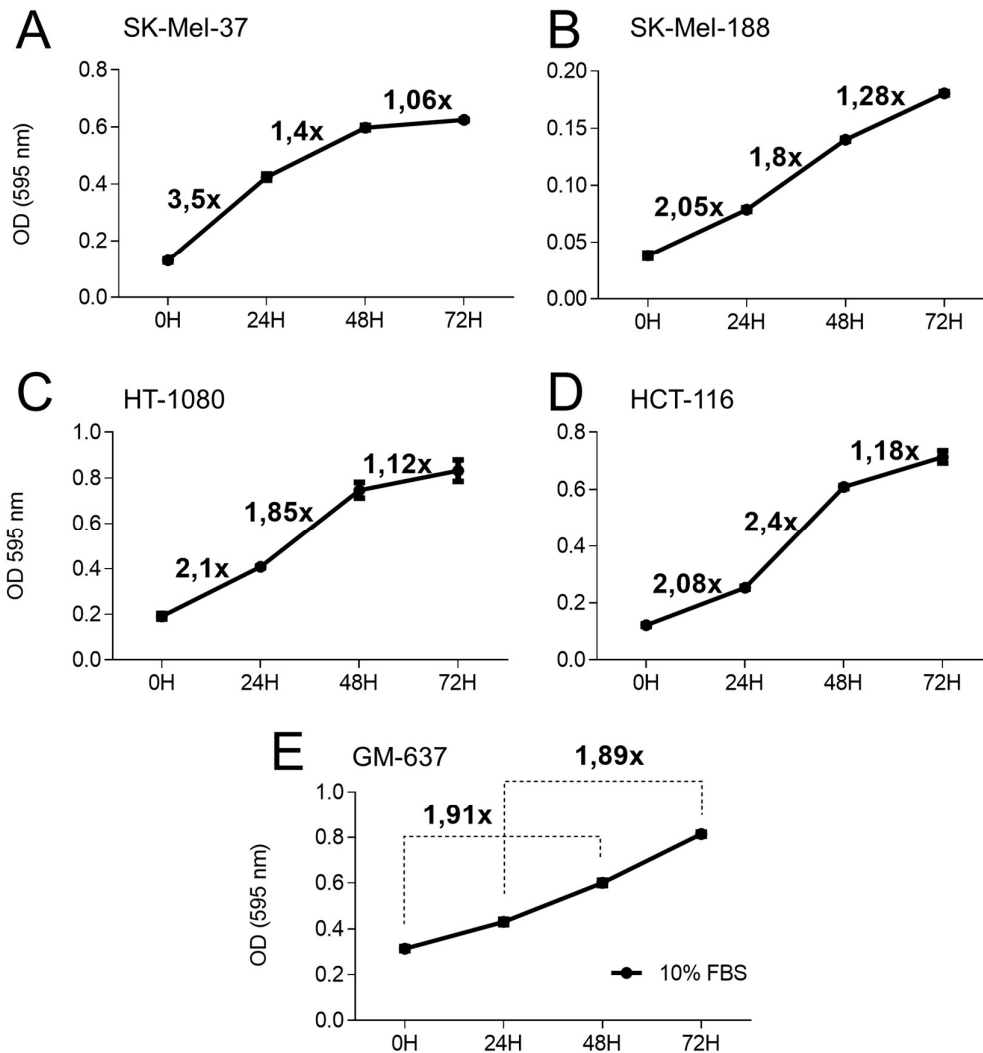 A SK-Mel-37
OD (595 nm)
0.8
0.6
0.4
0.2
0.0
3,5x
1,4x
1,06x
0H 24H 48H 72H
B SK-Mel-188
0.20
0.15
0.10
0.05
0.00
2,05x
1,8x
1,28x
0H 24H 48H 72H
C HT-1080
OD 595 nm
1.0
0.8
0.6
0.4
0.2
0.0
2,1x
1,85x
1,12x
0H 24H 48H 72H
D HCT-116
0.8
0.6
0.4
0.2
0.0
2,08x
2,4x
1,18x
0H 24H 48H 72H
E GM-637
OD (595 nm)
1.0
0.8
0.6
0.4
0.2
0.0
1,91x
1,89x
10% FBS
0H 24H 48H 72H